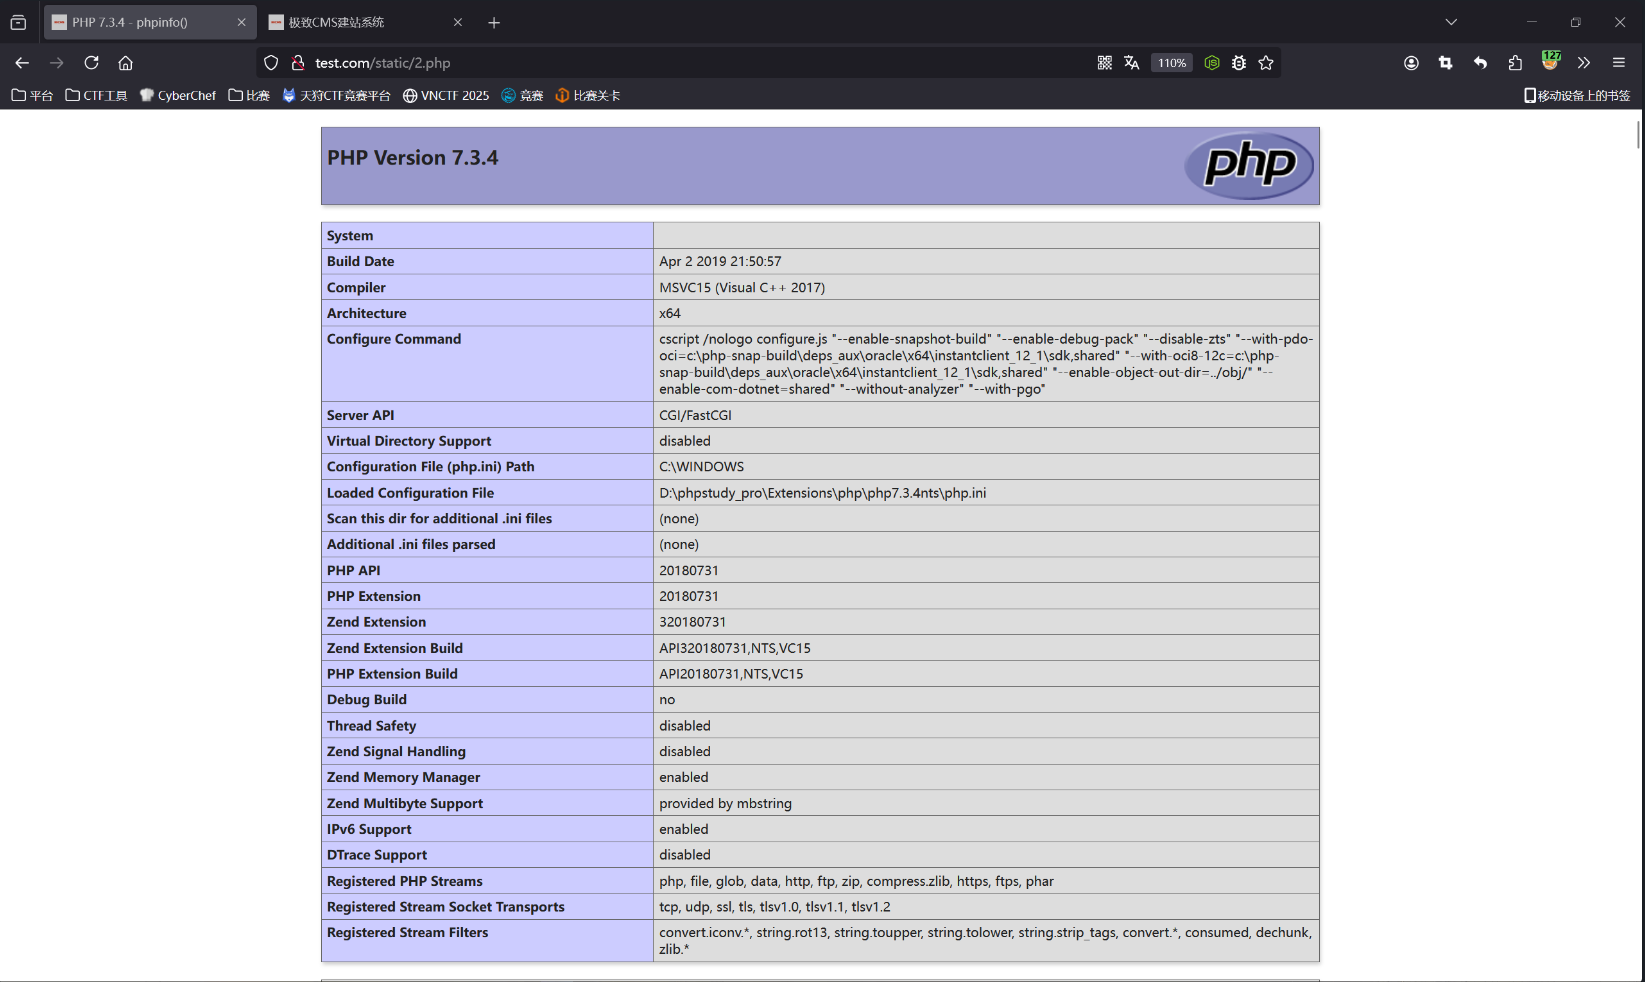 PHP 7.3.4 - phpinfo()
极致CMS建站系统
test.com/static/2.php
110%
127
平台
CTF工具
CyberChef
比赛
天狩CTF竞赛平台
VNCTF 2025
竞赛
比赛关卡
移动设备上的书签
PHP Version 7.3.4
php
System
Build Date Apr 2 2019 21:50:57
Compiler MSVC15 (Visual C++ 2017)
Architecture x64
Configure Command cscript /nologo configure.js "--enable-snapshot-build" "--enable-debug-pack" "--disable-zts" "--with-pdo-
oci=c:\php-snap-build\deps_aux\oracle\x64\instantclient_12_1\sdk,shared" "--with-oci8-12c=c:\php-
snap-build\deps_aux\oracle\x64\instantclient_12_1\sdk,shared" "--enable-object-out-dir=../obj/" "--
enable-com-dotnet=shared" "--without-analyzer" "--with-pgo"
Server API CGI/FastCGI
Virtual Directory Support disabled
Configuration File (php.ini) Path C:\WINDOWS
Loaded Configuration File D:\phpstudy_pro\Extensions\php\php7.3.4nts\php.ini
Scan this dir for additional .ini files (none)
Additional .ini files parsed (none)
PHP API 20180731
PHP Extension 20180731
Zend Extension 320180731
Zend Extension Build API320180731,NTS,VC15
PHP Extension Build API20180731,NTS,VC15
Debug Build no
Thread Safety disabled
Zend Signal Handling disabled
Zend Memory Manager enabled
Zend Multibyte Support provided by mbstring
IPv6 Support enabled
DTrace Support disabled
Registered PHP Streams php, file, glob, data, http, ftp, zip, compress.zlib, https, ftps, phar
Registered Stream Socket Transports tcp, udp, ssl, tls, tlsv1.0, tlsv1.1, tlsv1.2
Registered Stream Filters convert.iconv.*, string.rot13, string.toupper, string.tolower, string.strip_tags, convert.*, consumed, dechunk,
zlib.*